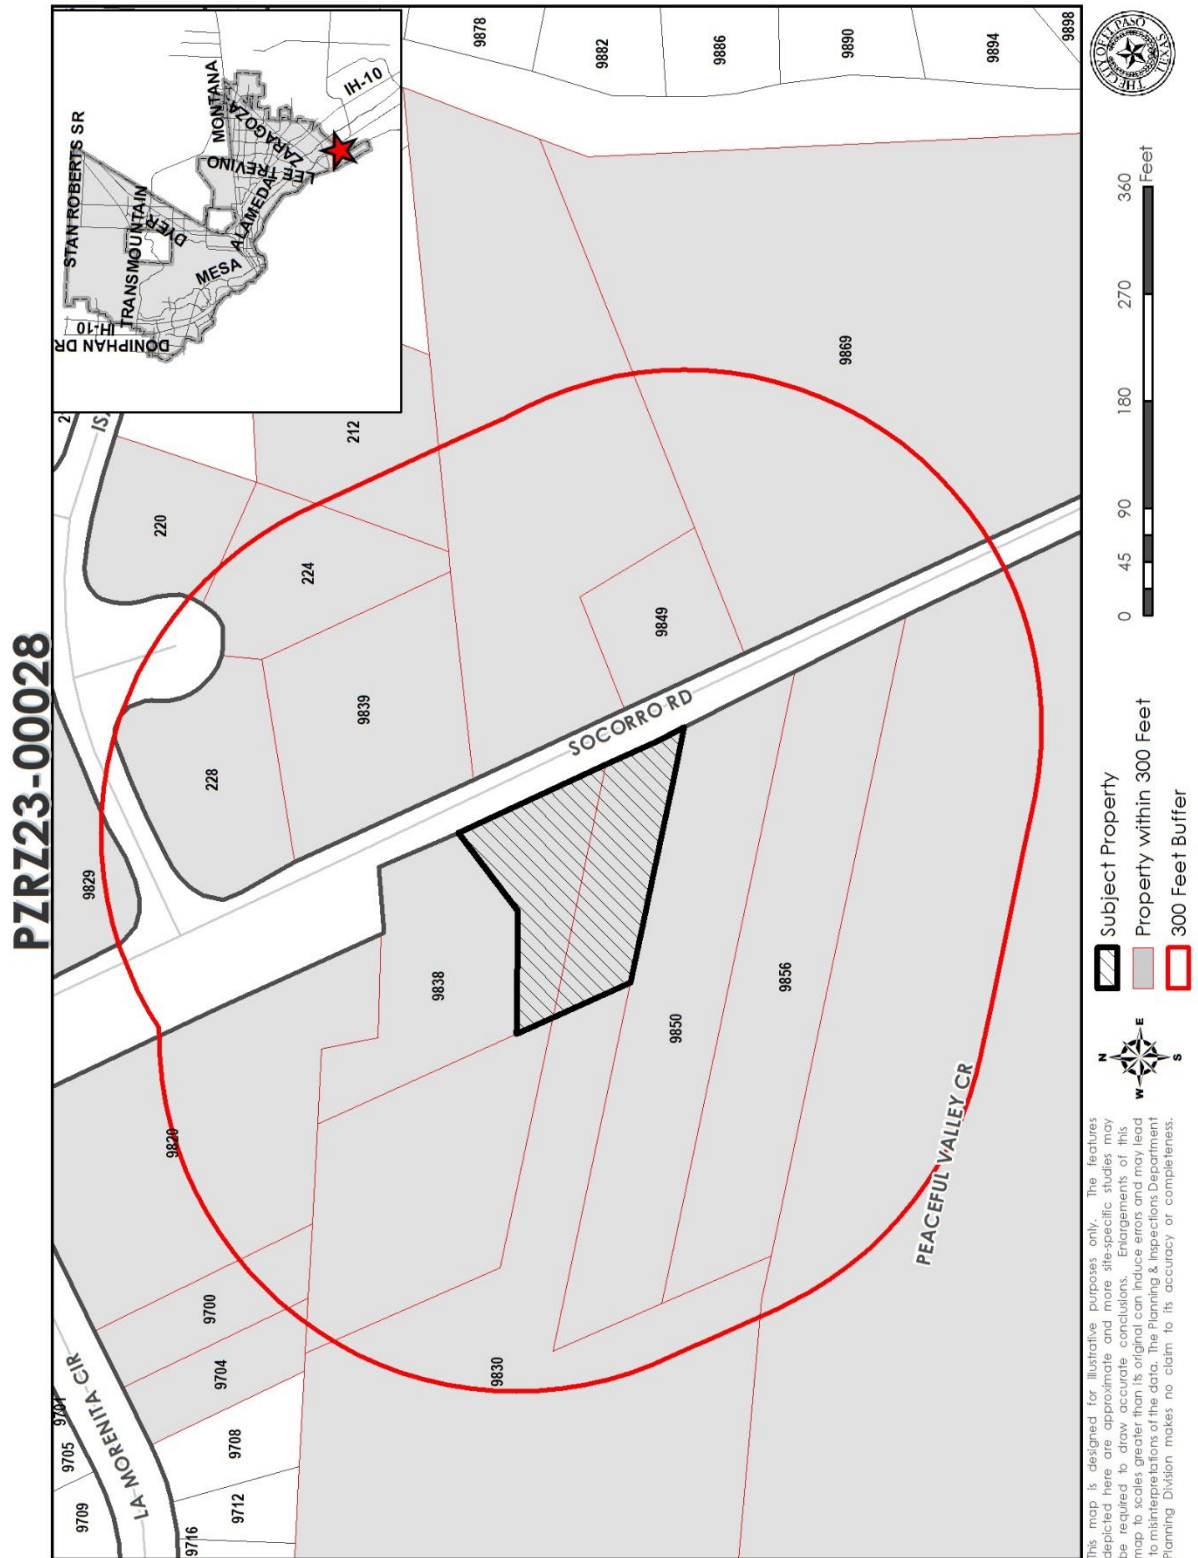 PZRZ23-00028
STAN ROBERTS SR
TRANSMOUNTAIN
DYER
DONIPHAN DR
IH-10
MESA
MONTANA
ZARAGOZA
LEE TREVINO
ALAMEDA
IH-10
9709
9705
9701
LA MORENITA CIR
9716
9712
9708
9704
9700
9820
9829
228
220
224
212
9839
9838
SOCORRO RD
9849
9869
9830
9850
9856
PEACEFUL VALLEY CR
9878
9882
9886
9890
9894
9898
This map is designed for illustrative purposes only. The features
depicted here are approximate and more site-specific studies may
be required to draw accurate conclusions. Enlargements of this
map to scales greater than its original can induce errors and may lead
to misinterpretations of the data. The Planning & Inspections Department
Planning Division makes no claim to its accuracy or completeness.
N
W
E
S
Subject Property
Property within 300 Feet
300 Feet Buffer
0 45 90 180 270 360
Feet
THE CITY OF EL PASO
TEXAS